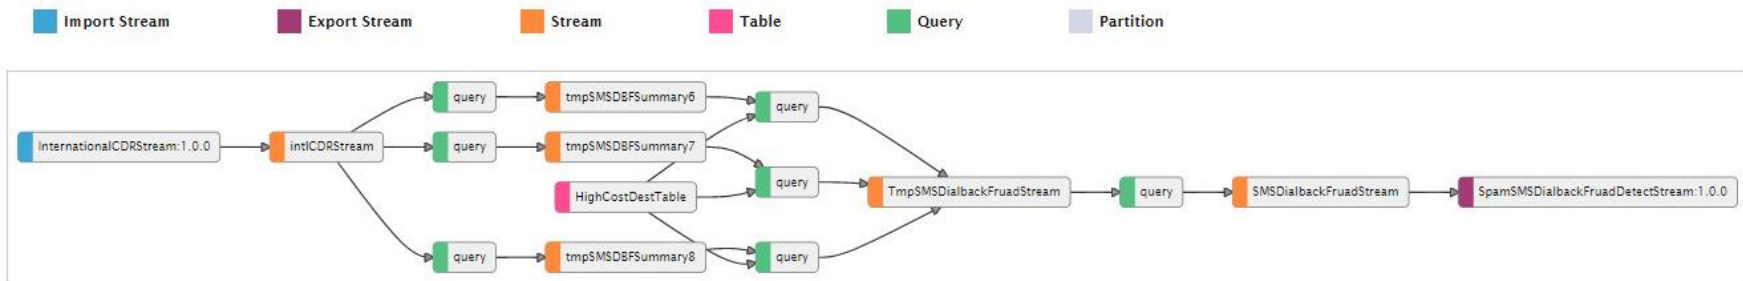 Import Stream Export Stream Stream Table Query Partition
query tmpSMSDBFSummary6 query
InternationalCDRStream:1.0.0 intlCDRStream query tmpSMSDBFSummary7
query
HighCostDestTable TmpSMSDialbackFruadStream query SMSDialbackFruadStream SpamSMSDialbackFruadDetectStream:1.0.0
query tmpSMSDBFSummary8 query